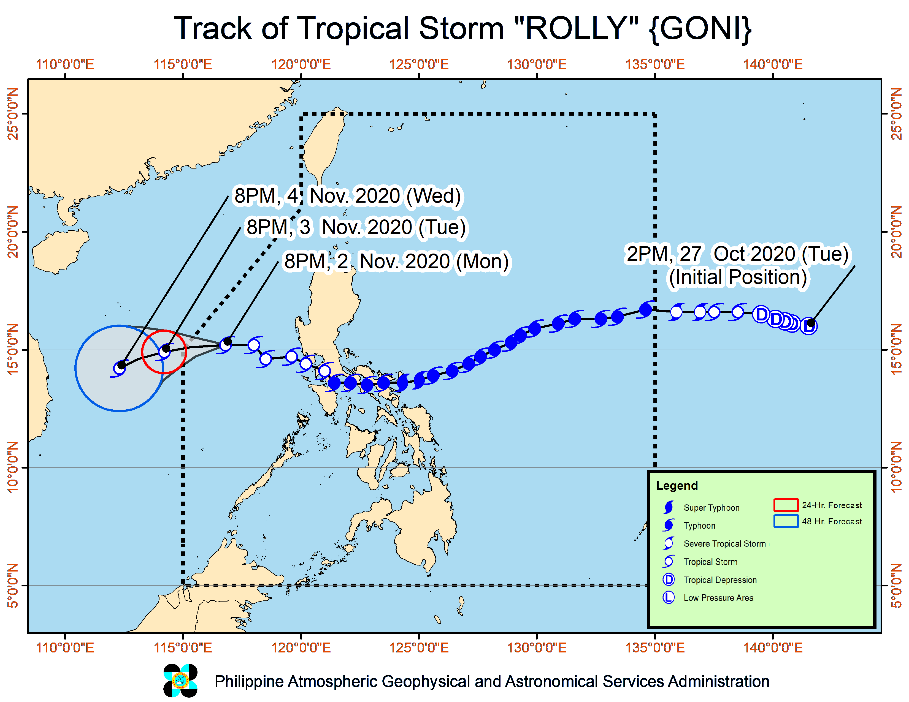 Track of Tropical Storm "ROLLY" {GONI}
110°0'0"E 115°0'0"E 120°0'0"E 125°0'0"E 130°0'0"E 135°0'0"E 140°0'0"E
25°0'0"N 25°0'0"N
8PM, 4 Nov. 2020 (Wed)
20°0'0"N 20°0'0"N
8PM, 3 Nov. 2020 (Tue)
8PM, 2 Nov. 2020 (Mon)
2PM, 27 Oct 2020 (Tue)
(Initial Position)
D D D L
15°0'0"N 15°0'0"N
10°0'0"N 10°0'0"N
Legend
Super Typhoon
Typhoon
Severe Tropical Storm
Tropical Storm
D Tropical Depression
L Low Pressure Area
24-Hr. Forecast
48 Hr. Forecast
5°0'0"N 5°0'0"N
110°0'0"E 115°0'0"E 120°0'0"E 125°0'0"E 130°0'0"E 135°0'0"E 140°0'0"E
Philippine Atmospheric Geophysical and Astronomical Services Administration